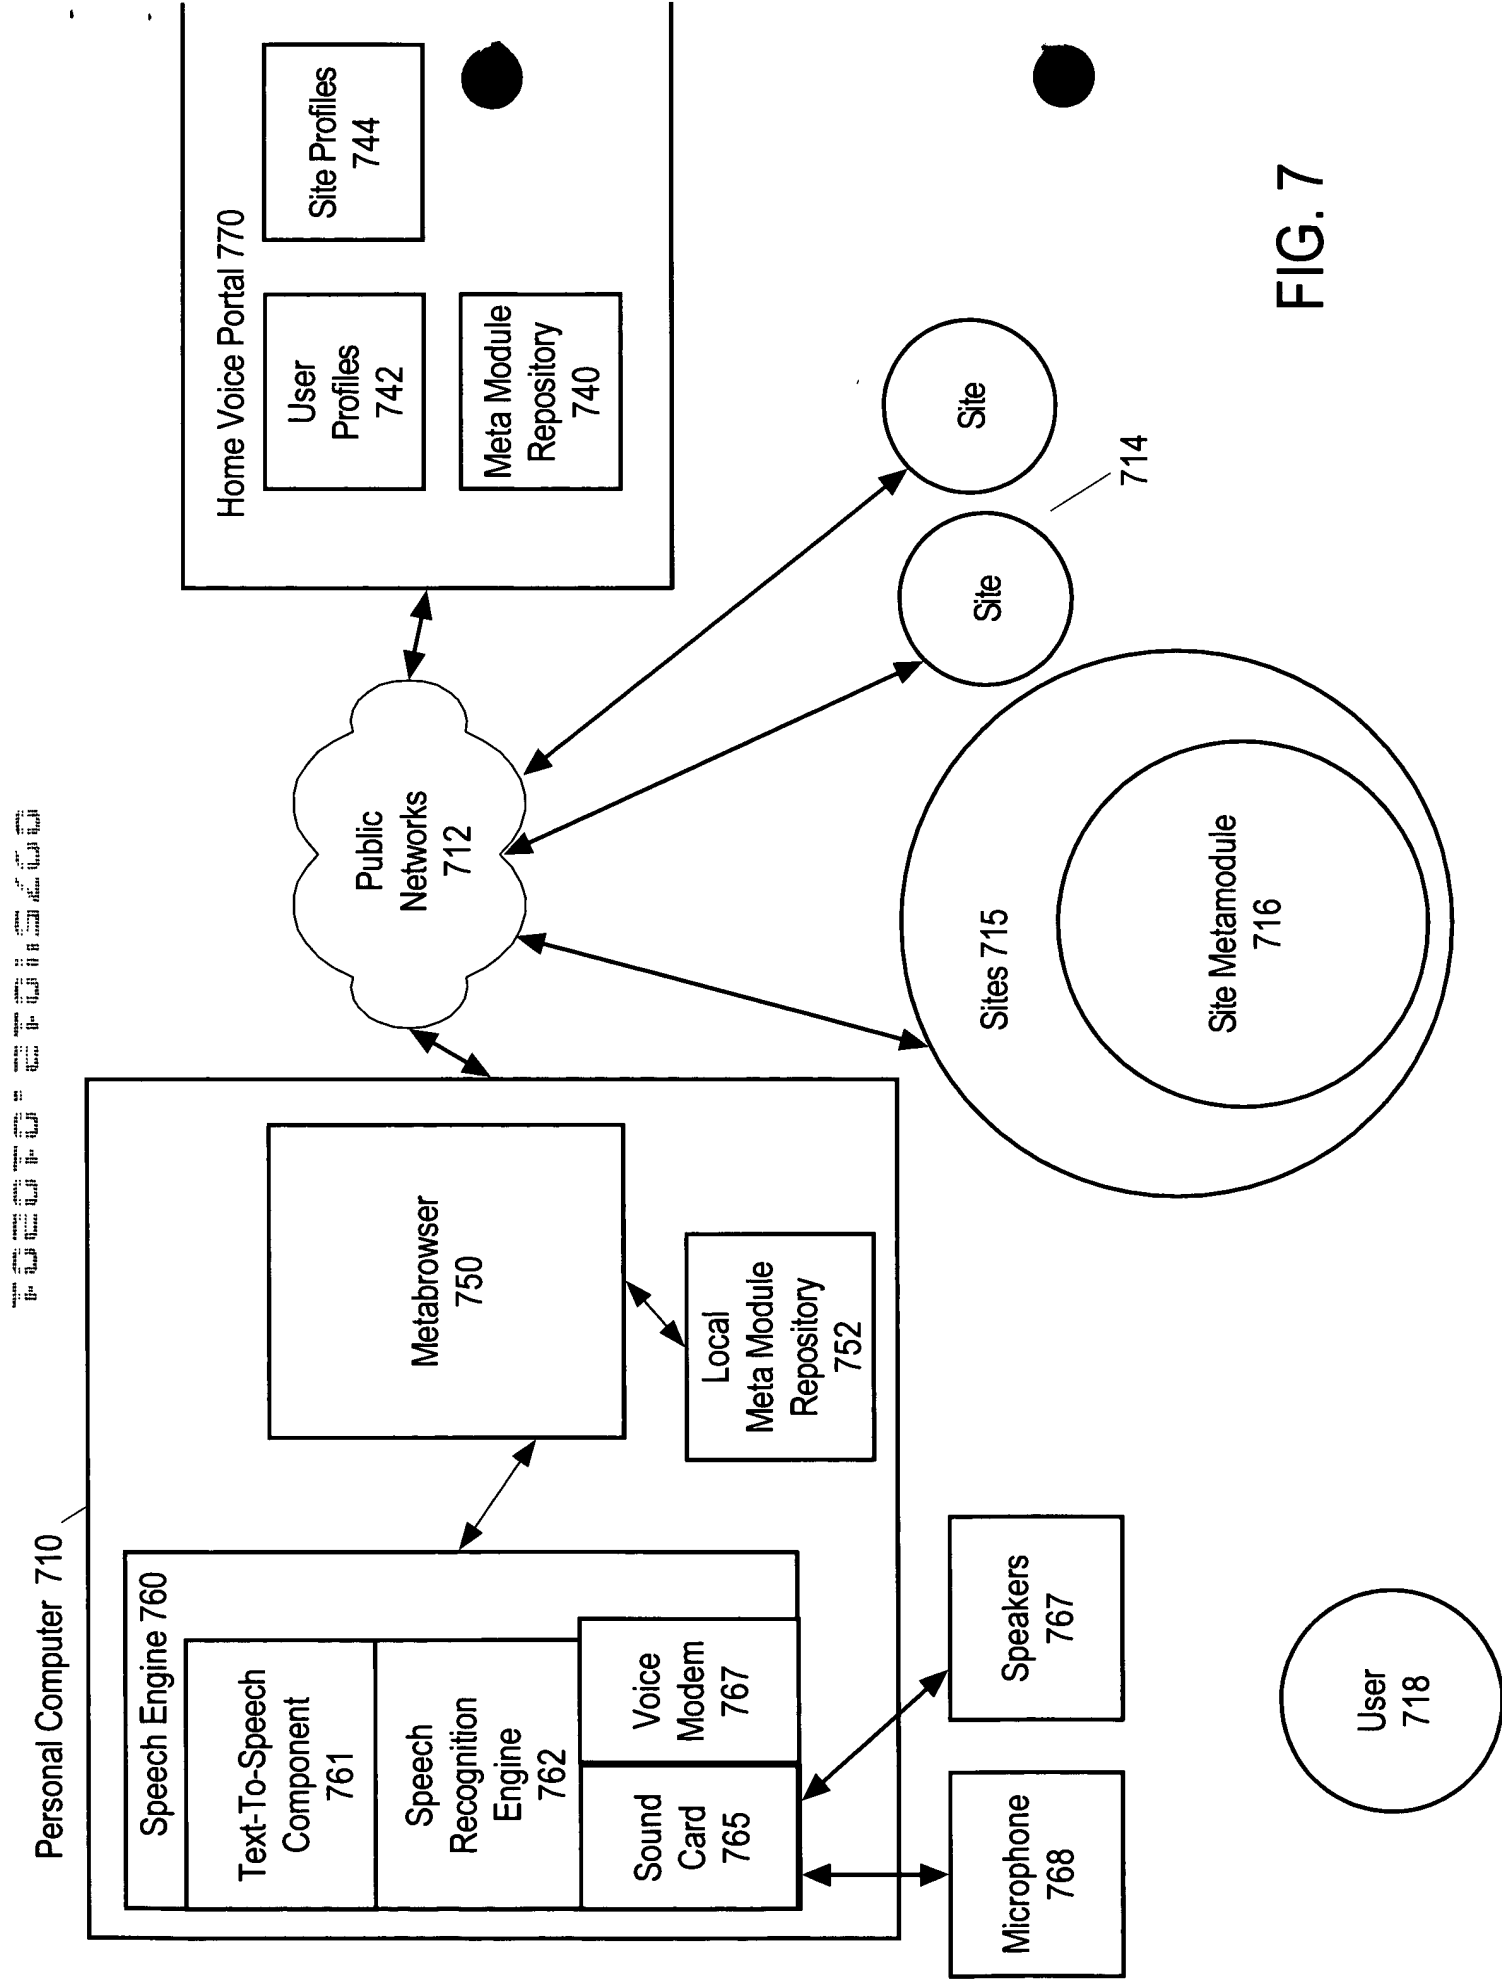 Personal Computer 710
Speech Engine 760
Text-To-Speech
Component
761
Speech
Recognition
Engine
762
Sound
Card
765
Voice
Modem
767
Metabrowser
750
Local
Meta Module
Repository
752
Microphone
768
Speakers
767
User
718
Public
Networks
712
Home Voice Portal 770
User
Profiles
742
Site Profiles
744
Meta Module
Repository
740
Sites 715
Site Metamodule
716
Site
Site
714
FIG. 7